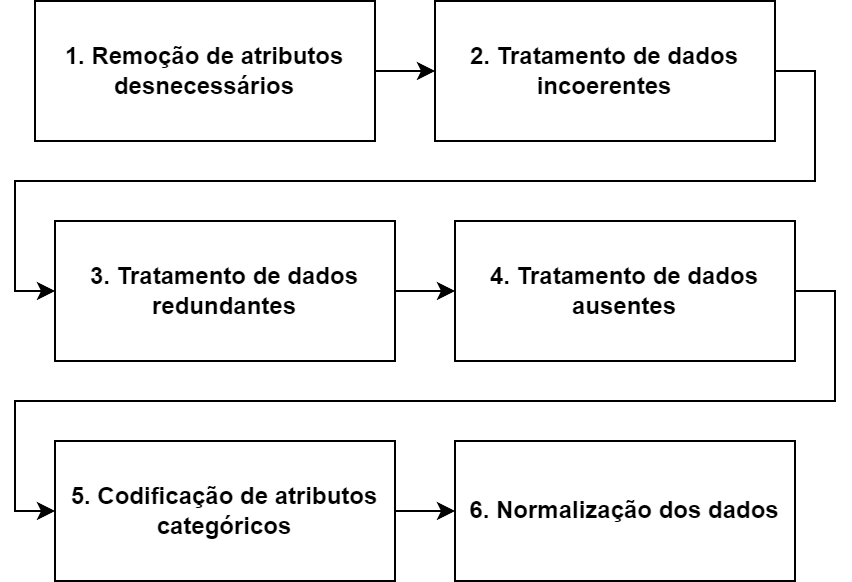 1. Remoção de atributos
desnecessários
2. Tratamento de dados
incoerentes
3. Tratamento de dados
redundantes
4. Tratamento de dados
ausentes
5. Codificação de atributos
categóricos
6. Normalização dos dados